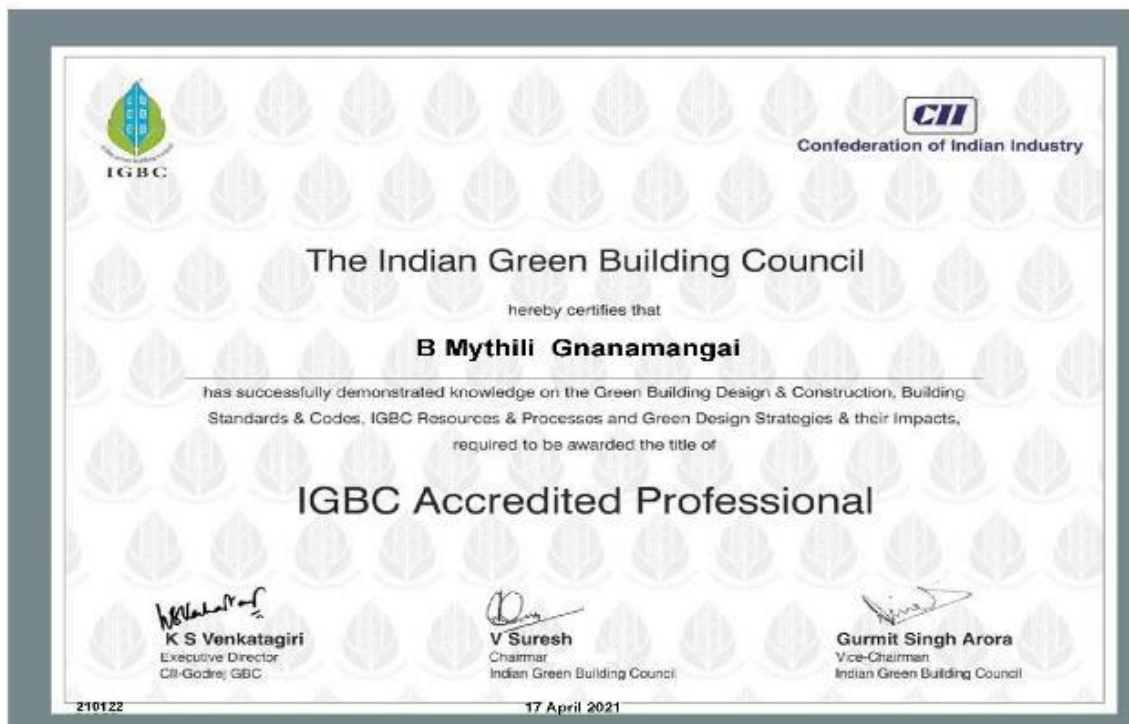 IGBC
CII
Confederation of Indian Industry
The Indian Green Building Council
hereby certifies that
B Mythili Gnanamangai
has successfully demonstrated knowledge on the Green Building Design & Construction, Building
Standards & Codes, IGBC Resources & Processes and Green Design Strategies & their Impacts,
required to be awarded the title of
IGBC Accredited Professional
K S Venkatagiri
Executive Director
CII-Godrej GBC
V Suresh
Chairman
Indian Green Building Council
Gurmit Singh Arora
Vice-Chairman
Indian Green Building Council
210122
17 April 2021